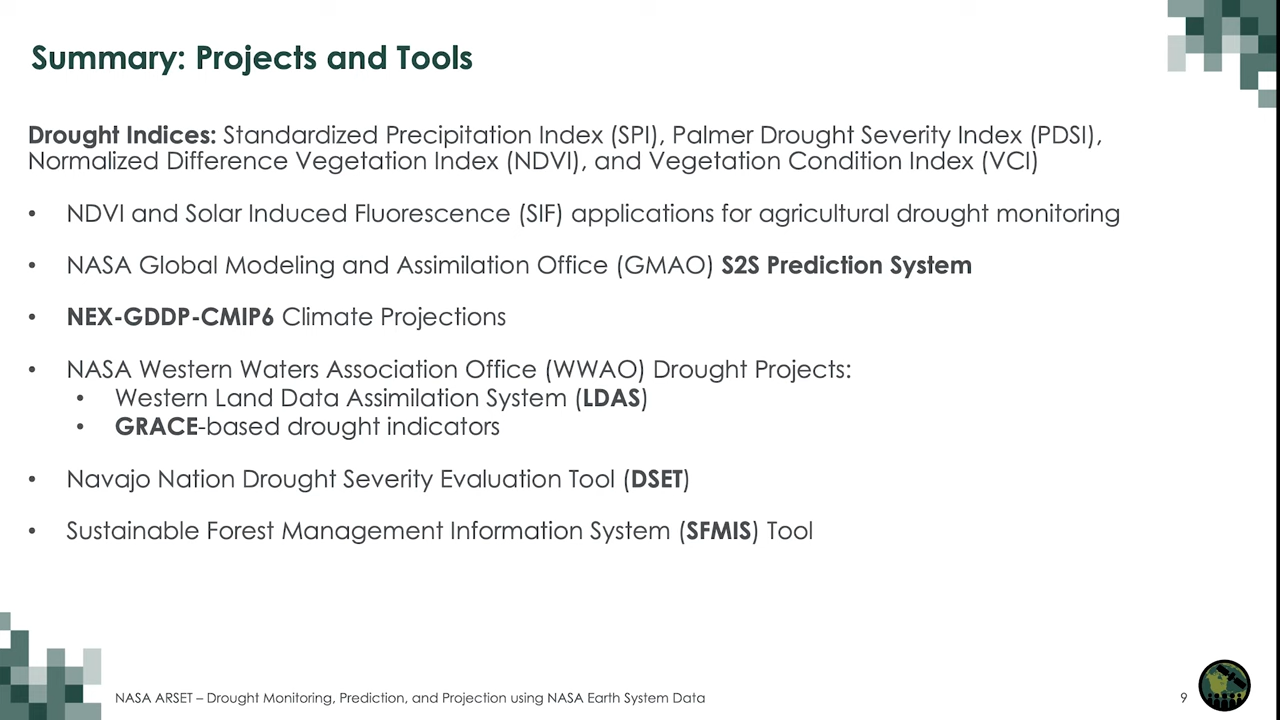 Summary: Projects and Tools
Drought Indices: Standardized Precipitation Index (SPI), Palmer Drought Severity Index (PDSI),
Normalized Difference Vegetation Index (NDVI), and Vegetation Condition Index (VCI)
• NDVI and Solar Induced Fluorescence (SIF) applications for agricultural drought monitoring
• NASA Global Modeling and Assimilation Office (GMAO) S2S Prediction System
• NEX-GDDP-CMIP6 Climate Projections
• NASA Western Waters Association Office (WWAO) Drought Projects:
• Western Land Data Assimilation System (LDAS)
• GRACE-based drought indicators
• Navajo Nation Drought Severity Evaluation Tool (DSET)
• Sustainable Forest Management Information System (SFMIS) Tool
NASA ARSET – Drought Monitoring, Prediction, and Projection using NASA Earth System Data
9